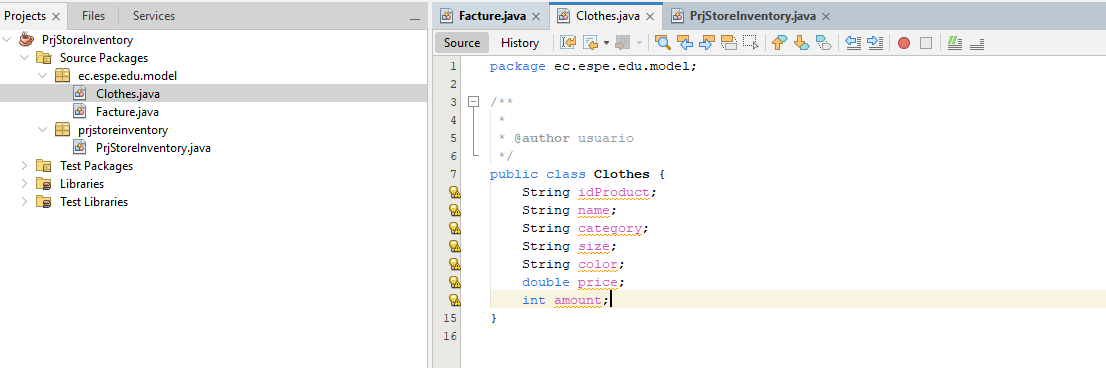 Projects Files Services
PrjStoreInventory
Source Packages
ec.espe.edu.model
Clothes.java
Facture.java
prjstoreinventory
PrjStoreInventory.java
Test Packages
Libraries
Test Libraries
Facture.java Clothes.java PrjStoreInventory.java
Source History
1 package ec.espe.edu.model;
2
3 /**
4 *
5 * @author usuario
6 */
7 public class Clothes {
String idProduct;
String name;
String category;
String size;
String color;
double price;
int amount;
15 }
16